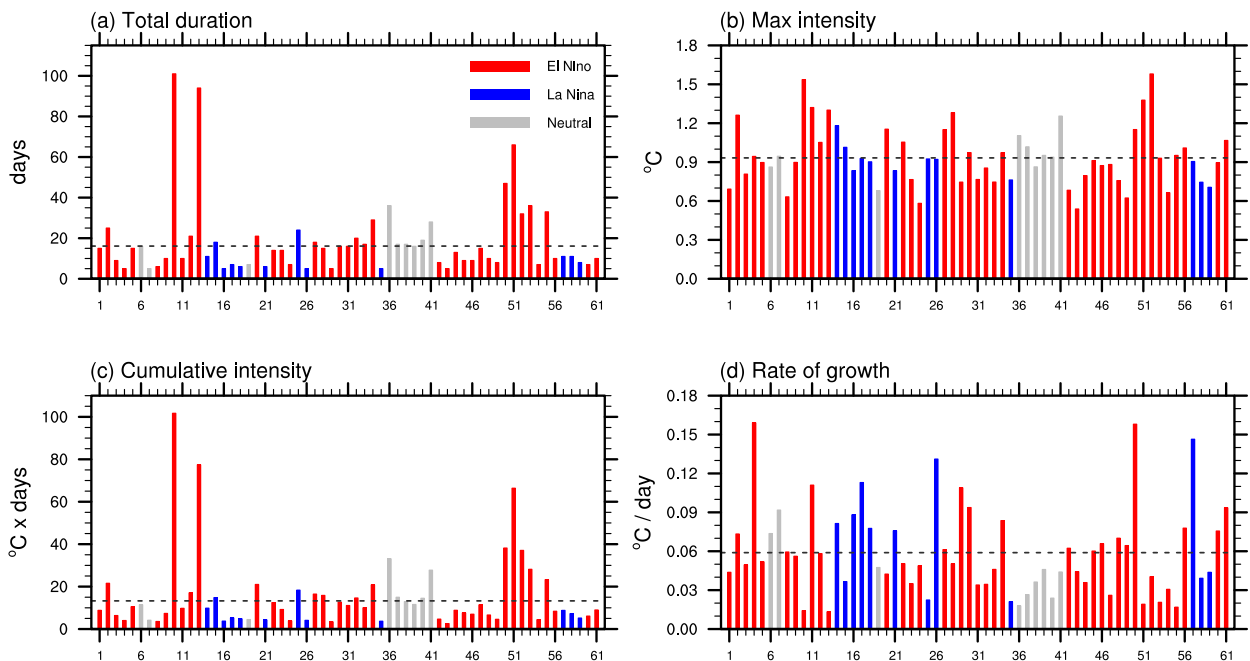 (a) Total duration
days
100
80
60
40
20
0
El NIno
La Nina
Neutral
1 6 11 16 21 26 31 36 41 46 51 56 61
(b) Max intensity
°C
1.8
1.5
1.2
0.9
0.6
0.3
0.0
1 6 11 16 21 26 31 36 41 46 51 56 61
(c) Cumulative intensity
°C x days
100
80
60
40
20
0
1 6 11 16 21 26 31 36 41 46 51 56 61
(d) Rate of growth
°C / day
0.18
0.15
0.12
0.09
0.06
0.03
0.00
1 6 11 16 21 26 31 36 41 46 51 56 61